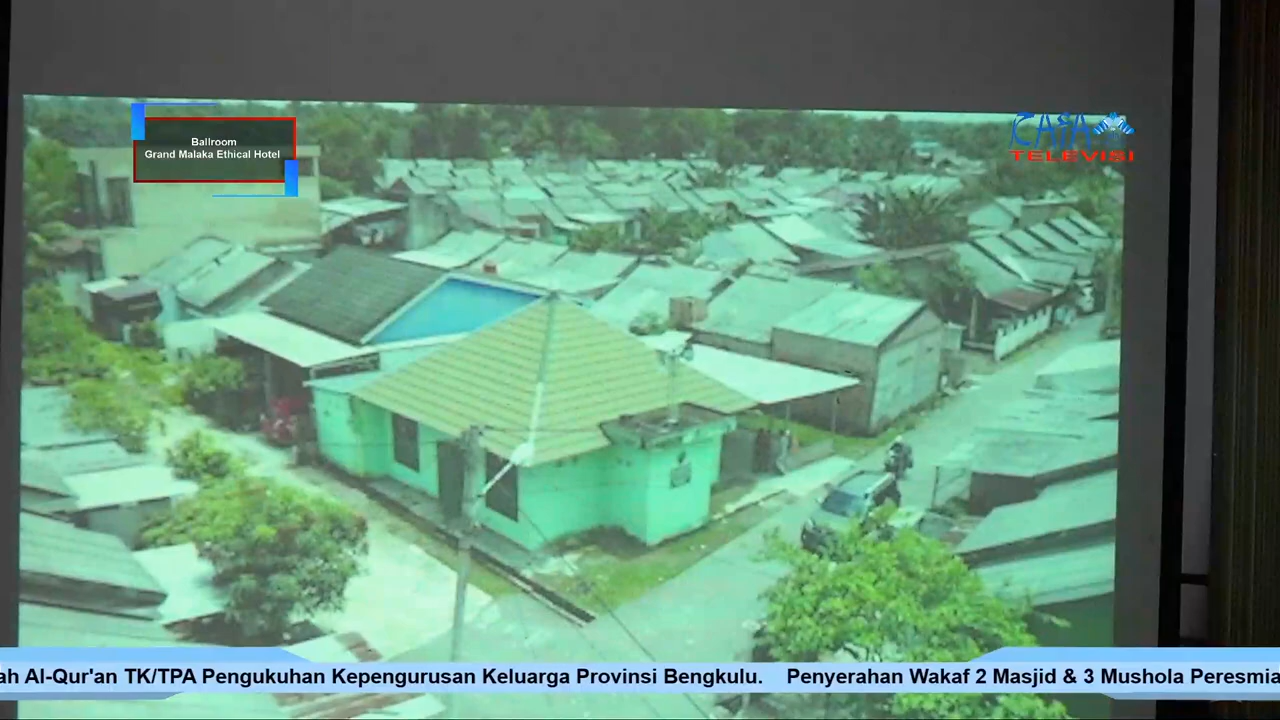 Ballroom
Grand Malaka Ethical Hotel
CAHAYA
TELEVISI
ah Al-Qur'an TK/TPA Pengukuhan Kepengurusan Keluarga Provinsi Bengkulu. Penyerahan Wakaf 2 Masjid & 3 Mushola Peresmia